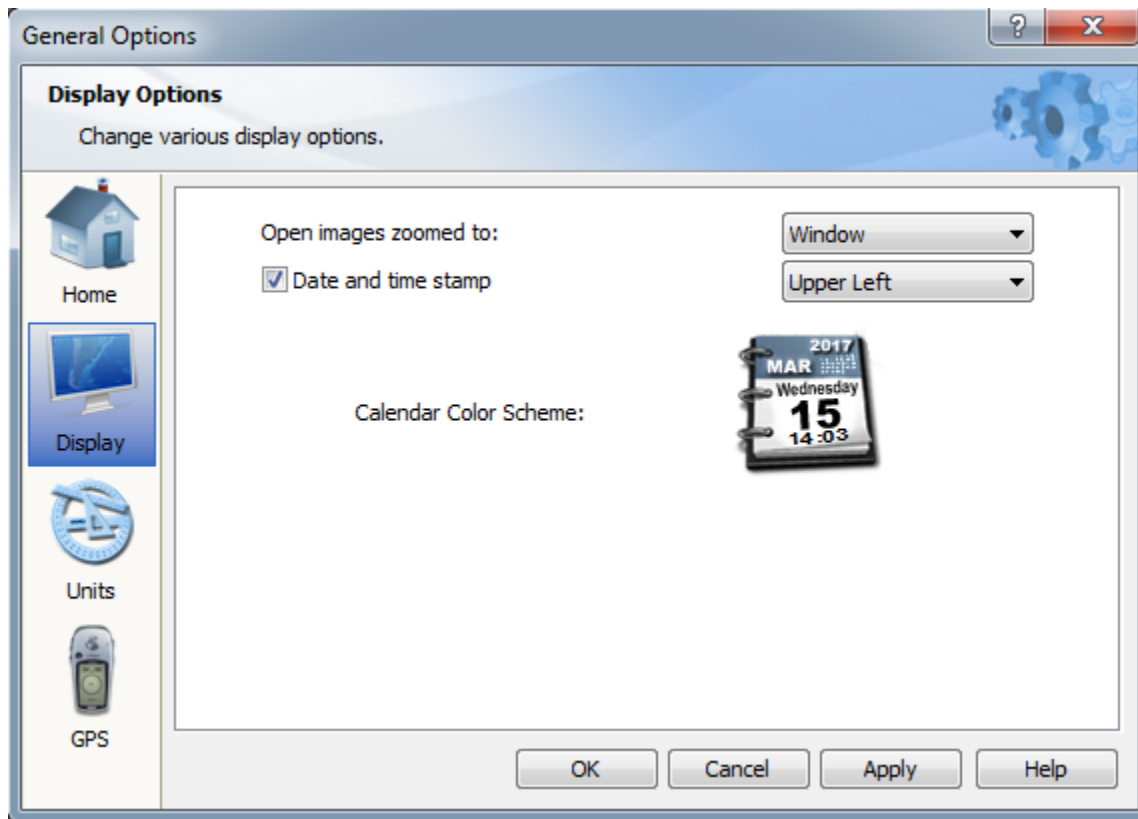 General Options
?
X
Display Options
Change various display options.
Home
Display
Units
GPS
Open images zoomed to:
Window
Date and time stamp
Upper Left
Calendar Color Scheme:
2017
MAR
Wednesday
15
14:03
OK
Cancel
Apply
Help